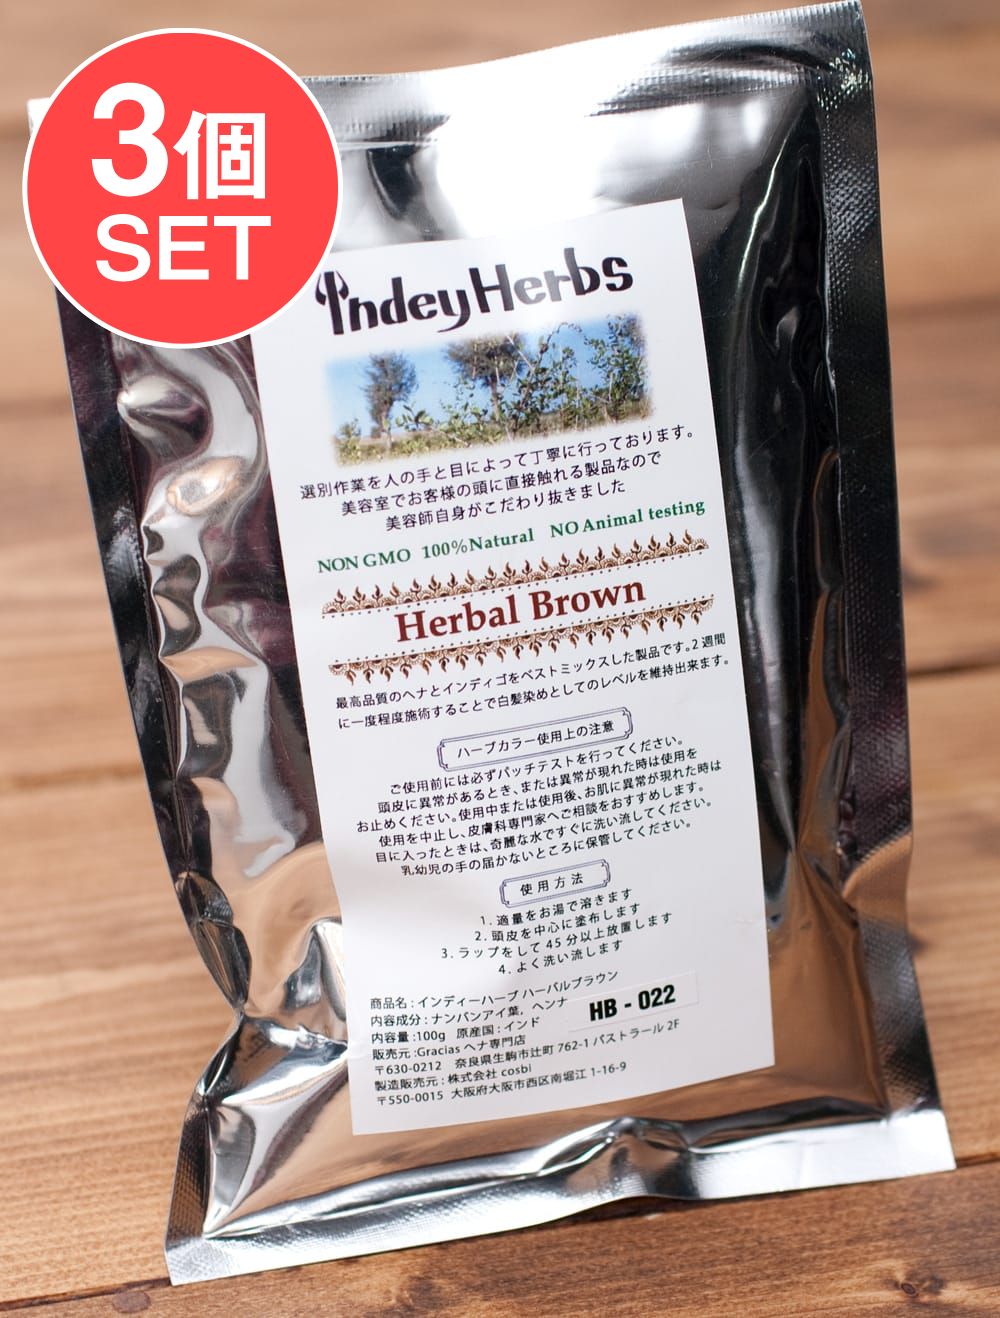 3個
SET
IndeyHerbs
選別作業を人の手と目によって丁寧に行っております。
美容室でお客様の頭に直接触れる製品なので
美容師自身がこだわり抜きました
NON GMO 100%Natural NO Animal testing
Herbal Brown
最高品質のヘナとインディゴをベストミックスした製品です。2週間
に一度程度施術することで白髪染めとしてのレベルを維持出来ます。
ハーブカラー使用上の注意
ご使用前には必ずパッチテストを行ってください。
頭皮に異常があるとき、または異常が現れた時は使用を
お止めください。使用中または使用後、お肌に異常が現れた時は
使用を中止し、皮膚科専門家へご相談をおすすめします。
目に入ったときは、奇麗な水ですぐに洗い流してください。
乳幼児の手の届かないところに保管してください。
使用方法
1. 適量をお湯で溶きます
2. 頭皮を中心に塗布します
3. ラップをして45分以上放置します
4. よく洗い流します
商品名:インディーハーブ ハーバルブラウン
内容成分:ナンバンアイ葉, ヘンナ
HB - 022
内容量:100g 原産国:インド
販売元:Gracias ヘナ専門店
〒630-0212 奈良県生駒市辻町 762-1 パストラール 2F
製造販売元:株式会社 cosbi
〒550-0015 大阪府大阪市西区南堀江 1-16-9